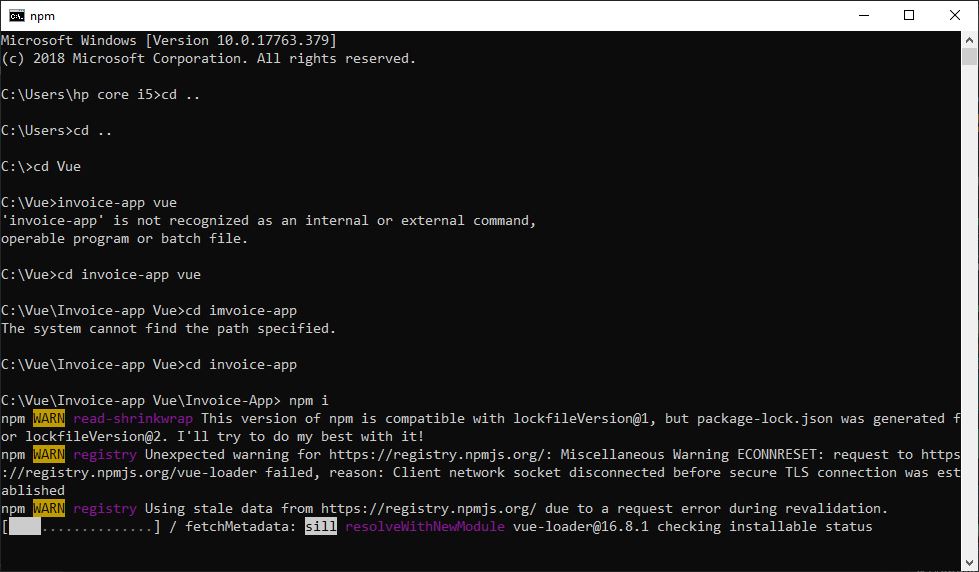 npm
Microsoft Windows [Version 10.0.17763.379]
(c) 2018 Microsoft Corporation. All rights reserved.
C:\Users\hp core i5>cd ..
C:\Users>cd ..
C:\>cd Vue
C:\Vue>invoice-app vue
'invoice-app' is not recognized as an internal or external command,
operable program or batch file.
C:\Vue>cd invoice-app vue
C:\Vue\Invoice-app Vue>cd imvoice-app
The system cannot find the path specified.
C:\Vue\Invoice-app Vue>cd invoice-app
C:\Vue\Invoice-app Vue\Invoice-App> npm i
npm WARN read-shrinkwrap This version of npm is compatible with lockfileVersion@1, but package-lock.json was generated f
or lockfileVersion@2. I'll try to do my best with it!
npm WARN registry Unexpected warning for https://registry.npmjs.org/: Miscellaneous Warning ECONNRESET: request to https
://registry.npmjs.org/vue-loader failed, reason: Client network socket disconnected before secure TLS connection was est
ablished
npm WARN registry Using stale data from https://registry.npmjs.org/ due to a request error during revalidation.
[    ..............] / fetchMetadata: sill resolveWithNewModule vue-loader@16.8.1 checking installable status